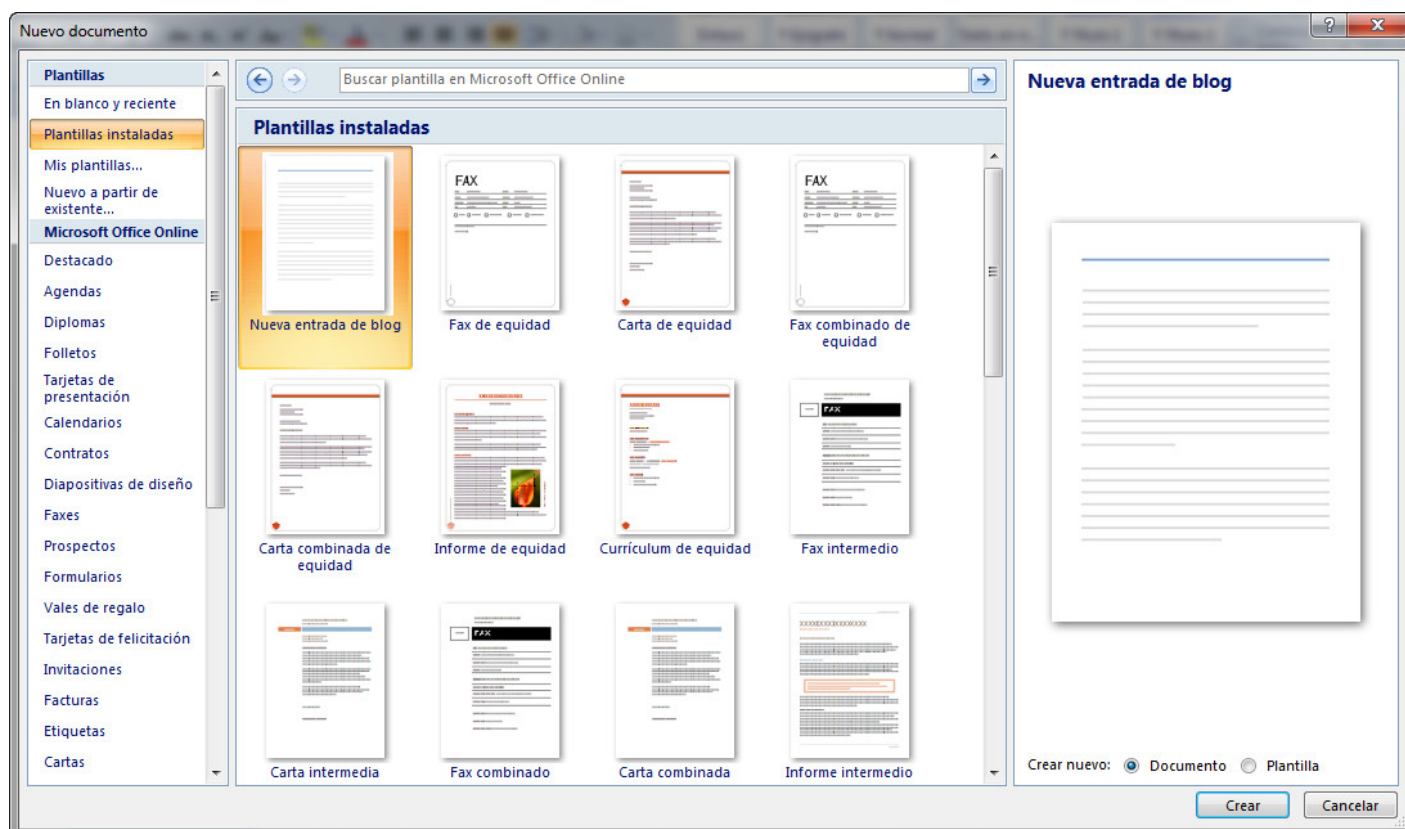 Nuevo documento
Plantillas
En blanco y reciente
Plantillas instaladas
Mis plantillas...
Nuevo a partir de
existente...
Microsoft Office Online
Destacado
Agendas
Diplomas
Folletos
Tarjetas de
presentación
Calendarios
Contratos
Diapositivas de diseño
Faxes
Prospectos
Formularios
Vales de regalo
Tarjetas de felicitación
Invitaciones
Facturas
Etiquetas
Cartas
Buscar plantilla en Microsoft Office Online
Plantillas instaladas
FAX
FAX
Nueva entrada de blog
Fax de equidad
Carta de equidad
Fax combinado de
equidad
FAX
Carta combinada de
equidad
Informe de equidad
Currículum de equidad
Fax intermedio
FAX
Carta intermedia
Fax combinado
Carta combinada
Informe intermedio
Nueva entrada de blog
Crear nuevo: Documento Plantilla
Crear Cancelar